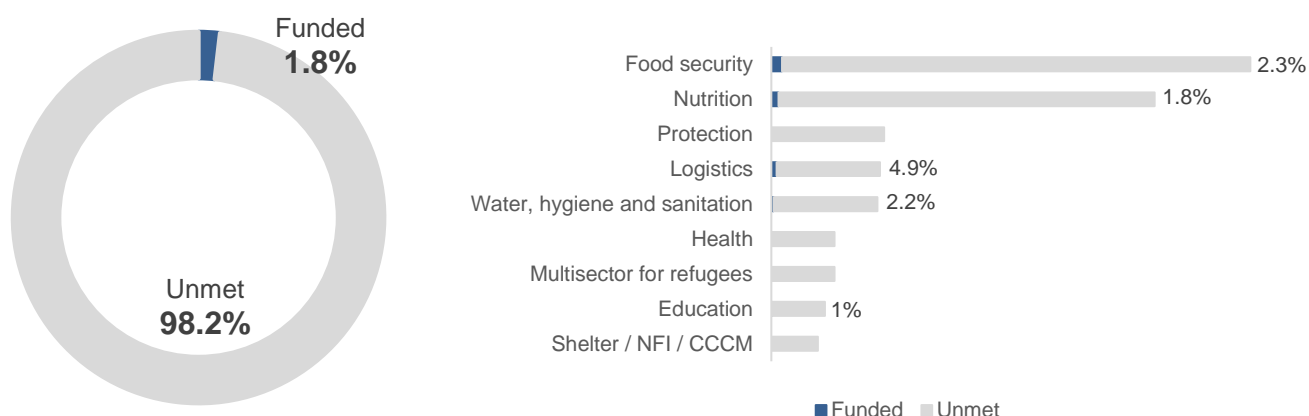 Funded
1.8%
Unmet
98.2%
Food security 2.3%
Nutrition 1.8%
Protection
Logistics 4.9%
Water, hygiene and sanitation 2.2%
Health
Multisector for refugees
Education 1%
Shelter / NFI / CCCM
Funded Unmet